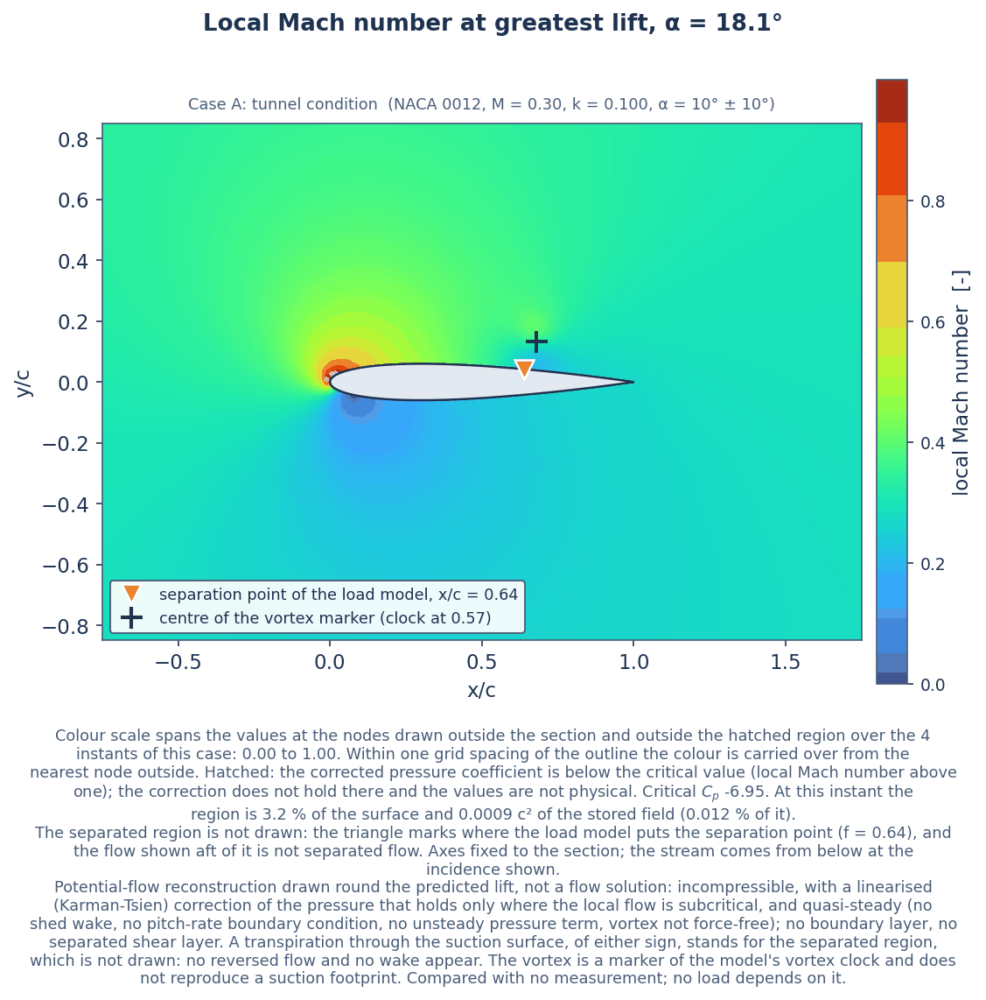 Local Mach number at greatest lift, α = 18.1°
Case A: tunnel condition (NACA 0012, M = 0.30, k = 0.100, α = 10° ± 10°)
0.8
0.6
0.4
0.2
0.0
−0.2
−0.4
−0.6
−0.8
y/c
−0.5
0.0
0.5
1.0
1.5
x/c
separation point of the load model, x/c = 0.64
centre of the vortex marker (clock at 0.57)
0.8
0.6
0.4
0.2
0.0
local Mach number [-]
Colour scale spans the values at the nodes drawn outside the section and outside the hatched region over the 4
instants of this case: 0.00 to 1.00. Within one grid spacing of the outline the colour is carried over from the
nearest node outside. Hatched: the corrected pressure coefficient is below the critical value (local Mach number above
one); the correction does not hold there and the values are not physical. Critical Cₚ -6.95. At this instant the
region is 3.2 % of the surface and 0.0009 c² of the stored field (0.012 % of it).
The separated region is not drawn: the triangle marks where the load model puts the separation point (f = 0.64), and
the flow shown aft of it is not separated flow. Axes fixed to the section; the stream comes from below at the
incidence shown.
Potential-flow reconstruction drawn round the predicted lift, not a flow solution: incompressible, with a linearised
(Karman-Tsien) correction of the pressure that holds only where the local flow is subcritical, and quasi-steady (no
shed wake, no pitch-rate boundary condition, no unsteady pressure term, vortex not force-free); no boundary layer, no
separated shear layer. A transpiration through the suction surface, of either sign, stands for the separated region,
which is not drawn: no reversed flow and no wake appear. The vortex is a marker of the model's vortex clock and does
not reproduce a suction footprint. Compared with no measurement; no load depends on it.